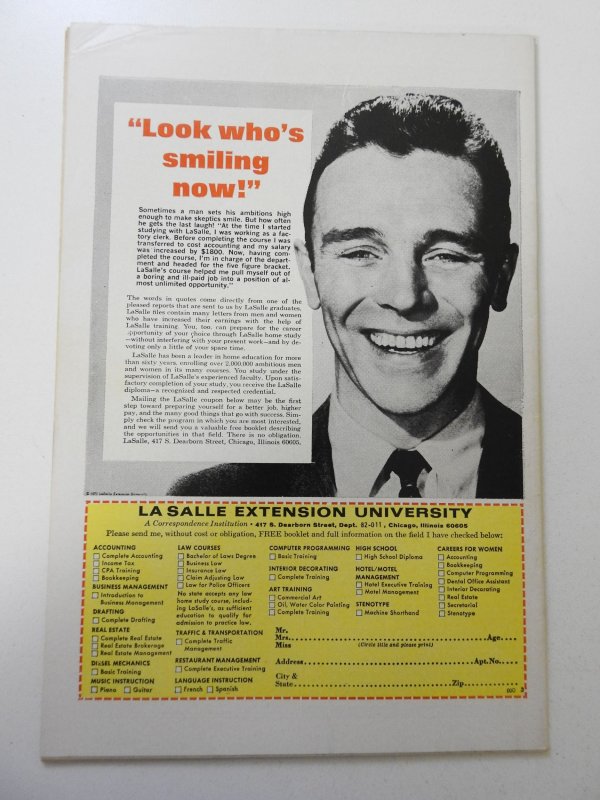 “Look who’s
smiling
now!”
Sometimes a man sets his ambitions high
enough to make skeptics smile. But how often
he gets the last laugh! “At the time I started
studying with LaSalle, I was working as a fac-
tory clerk. Before completing the course I was
transferred to cost accounting and my salary
was increased by $1800. Now, having com-
pleted the course, I’m in charge of the depart-
ment and headed for the five figure bracket.
LaSalle’s course helped me pull myself out of
a boring and ill-paid job into a position of al-
most unlimited opportunity.”
The words in quotes come directly from one of the
pleased reports that are sent to us by LaSalle graduates.
LaSalle files contain many letters from men and women
who have increased their earnings with the help of
LaSalle training. You, too, can prepare for the career
opportunity of your choice through LaSalle home study
—without interfering with your present work—and by de-
voting only a little of your spare time.
LaSalle has been a leader in home education for more
than sixty years, enrolling over 2,000,000 ambitious men
and women in its many courses. You study under the
supervision of LaSalle’s experienced faculty. Upon satis-
factory completion of your study, you receive the LaSalle
diploma—a recognized and respected credential.
Mailing the LaSalle coupon below may be the first
step toward preparing yourself for a better job, higher
pay, and the many good things that go with success. Sim-
ply check the program in which you are most interested,
and we will send you a valuable free booklet describing
the opportunities in that field. There is no obligation.
LaSalle, 417 S. Dearborn Street, Chicago, Illinois 60605.
LaSalle Extension University
LA SALLE EXTENSION UNIVERSITY
A Correspondence Institution • 417 S. Dearborn Street, Dept. 82-011, Chicago, Illinois 60605
Please send me, without cost or obligation, FREE booklet and full information on the field I have checked below:
ACCOUNTING
Complete Accounting
Income Tax
CPA Training
Bookkeeping
BUSINESS MANAGEMENT
Introduction to
Business Management
DRAFTING
Complete Drafting
REAL ESTATE
Complete Real Estate
Real Estate Brokerage
Real Estate Management
DIESEL MECHANICS
Basic Training
MUSIC INSTRUCTION
Piano Guitar
LAW COURSES
Bachelor of Laws Degree
Business Law
Insurance Law
Claim Adjusting Law
Law for Police Officers
No state accepts any law
home study course, includ-
ing LaSalle’s, as sufficient
education to qualify for
admission to practice law.
TRAFFIC & TRANSPORTATION
Complete Traffic
Management
RESTAURANT MANAGEMENT
Complete Executive Training
LANGUAGE INSTRUCTION
French Spanish
COMPUTER PROGRAMMING
Basic Training
INTERIOR DECORATING
Complete Training
ART TRAINING
Commercial Art
Oil, Water Color Painting
Complete Training
HIGH SCHOOL
High School Diploma
HOTEL/MOTEL
MANAGEMENT
Hotel Executive Training
Motel Management
STENOTYPE
Machine Shorthand
CAREERS FOR WOMEN
Accounting
Bookkeeping
Computer Programming
Dental Office Assistant
Interior Decorating
Real Estate
Secretarial
Stenotype
Mr.
Mrs. Age
Miss (Circle title and please print)
Address Apt.No.
City &
State Zip